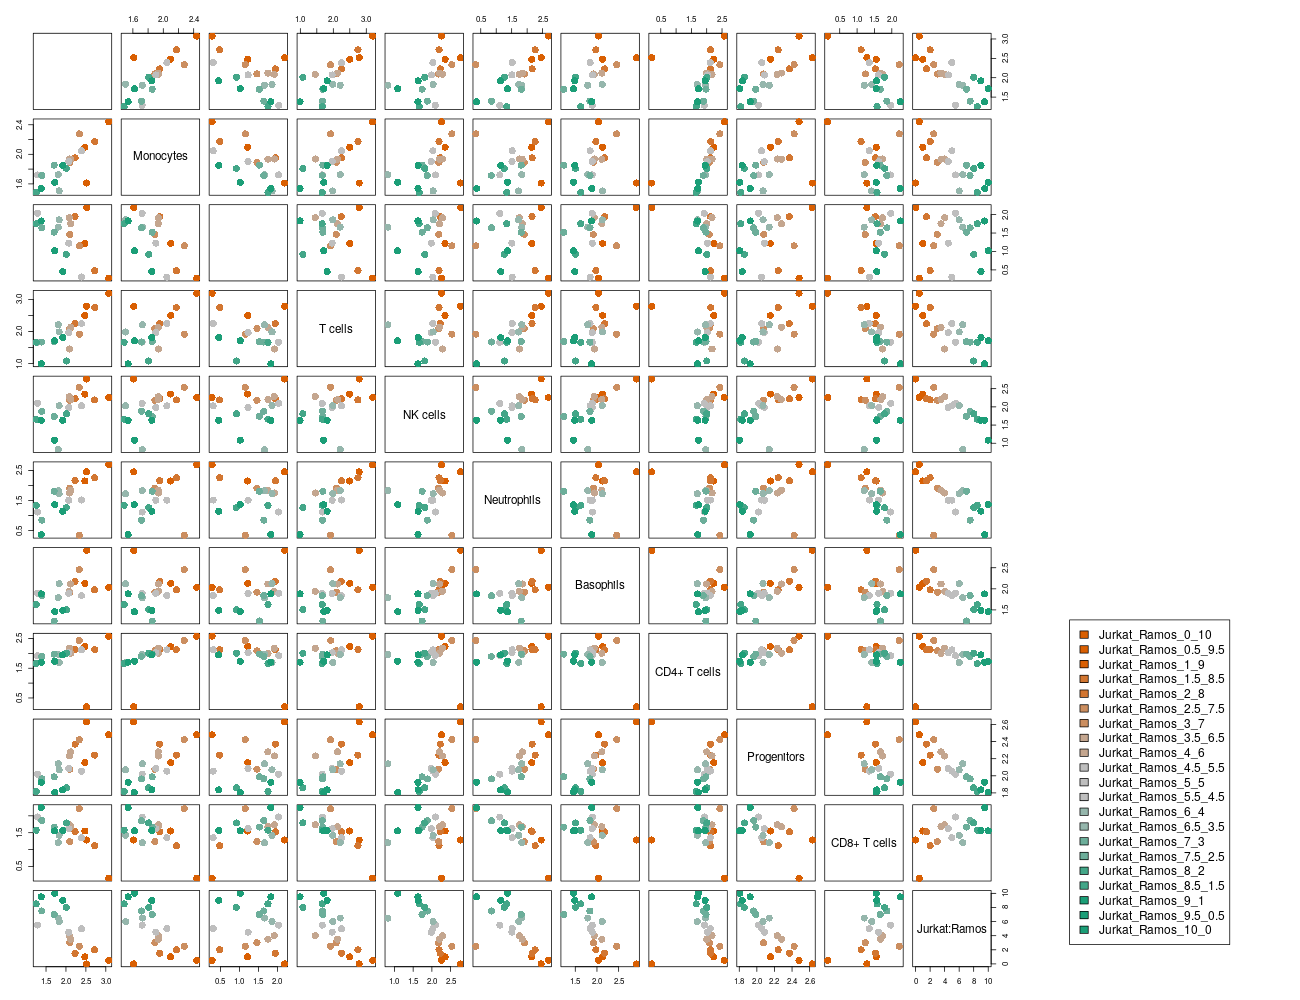 1.6 2.0 2.4
1.0 2.0 3.0
0.5 1.5 2.5
0.5 1.5 2.5
0.5 1.0 1.5 2.0
1.5 2.0 2.5 3.0
Monocytes
1.6 2.0 2.4
0.5 1.0 1.5 2.0
T cells
1.0 2.0 3.0
NK cells
1.0 1.5 2.0 2.5
Neutrophils
0.5 1.5 2.5
Basophils
1.5 2.0 2.5
CD4+ T cells
0.5 1.5 2.5
Progenitors
1.8 2.0 2.2 2.4 2.6
CD8+ T cells
0.5 1.5
Jurkat:Ramos
0 2 4 6 8 10
1.5 2.0 2.5 3.0
0.5 1.0 1.5 2.0
1.0 1.5 2.0 2.5
1.5 2.0 2.5
1.8 2.0 2.2 2.4 2.6
0 2 4 6 8 10
Jurkat_Ramos_0_10
Jurkat_Ramos_0.5_9.5
Jurkat_Ramos_1_9
Jurkat_Ramos_1.5_8.5
Jurkat_Ramos_2_8
Jurkat_Ramos_2.5_7.5
Jurkat_Ramos_3_7
Jurkat_Ramos_3.5_6.5
Jurkat_Ramos_4_6
Jurkat_Ramos_4.5_5.5
Jurkat_Ramos_5_5
Jurkat_Ramos_5.5_4.5
Jurkat_Ramos_6_4
Jurkat_Ramos_6.5_3.5
Jurkat_Ramos_7_3
Jurkat_Ramos_7.5_2.5
Jurkat_Ramos_8_2
Jurkat_Ramos_8.5_1.5
Jurkat_Ramos_9_1
Jurkat_Ramos_9.5_0.5
Jurkat_Ramos_10_0